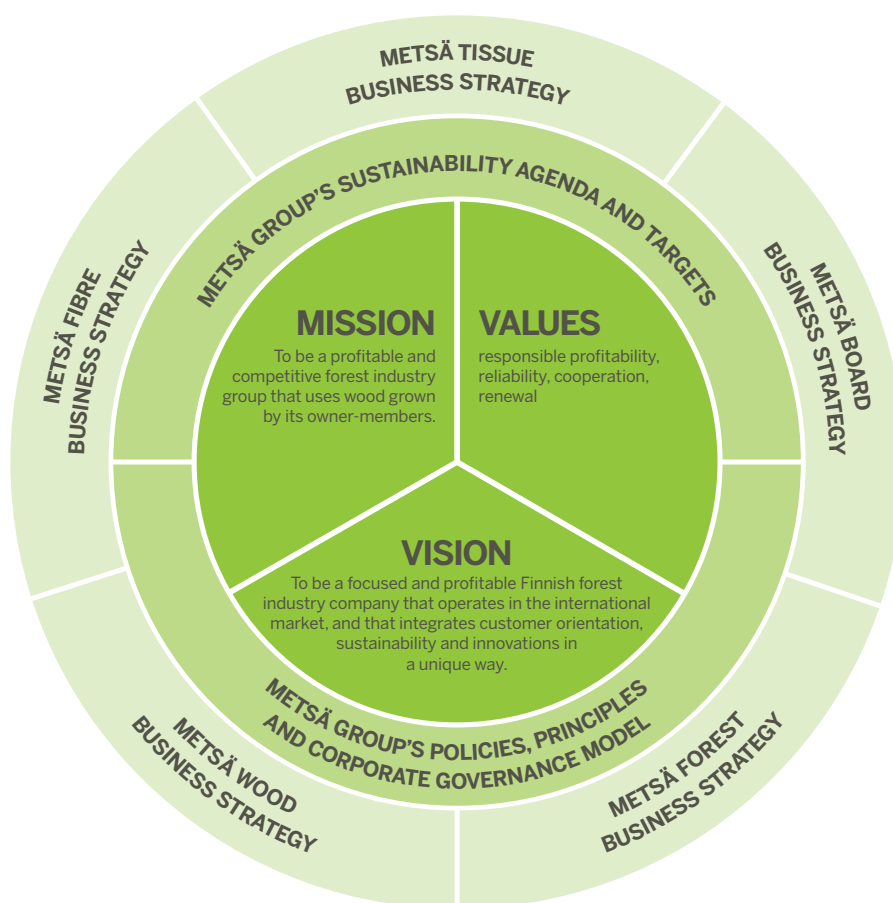 METSÄ TISSUE
BUSINESS STRATEGY
METSÄ GROUP'S SUSTAINABILITY AGENDA AND TARGETS
METSÄ FIBRE
BUSINESS STRATEGY
METSÄ BOARD
BUSINESS STRATEGY
MISSION
To be a profitable and
competitive forest industry
group that uses wood grown
by its owner-members.
VALUES
responsible profitability,
reliability, cooperation,
renewal
VISION
To be a focused and profitable Finnish forest
industry company that operates in the international
market, and that integrates customer orientation,
sustainability and innovations in
a unique way.
METSÄ GROUP'S POLICIES, PRINCIPLES
AND CORPORATE GOVERNANCE MODEL
METSÄ WOOD
BUSINESS STRATEGY
METSÄ FOREST
BUSINESS STRATEGY